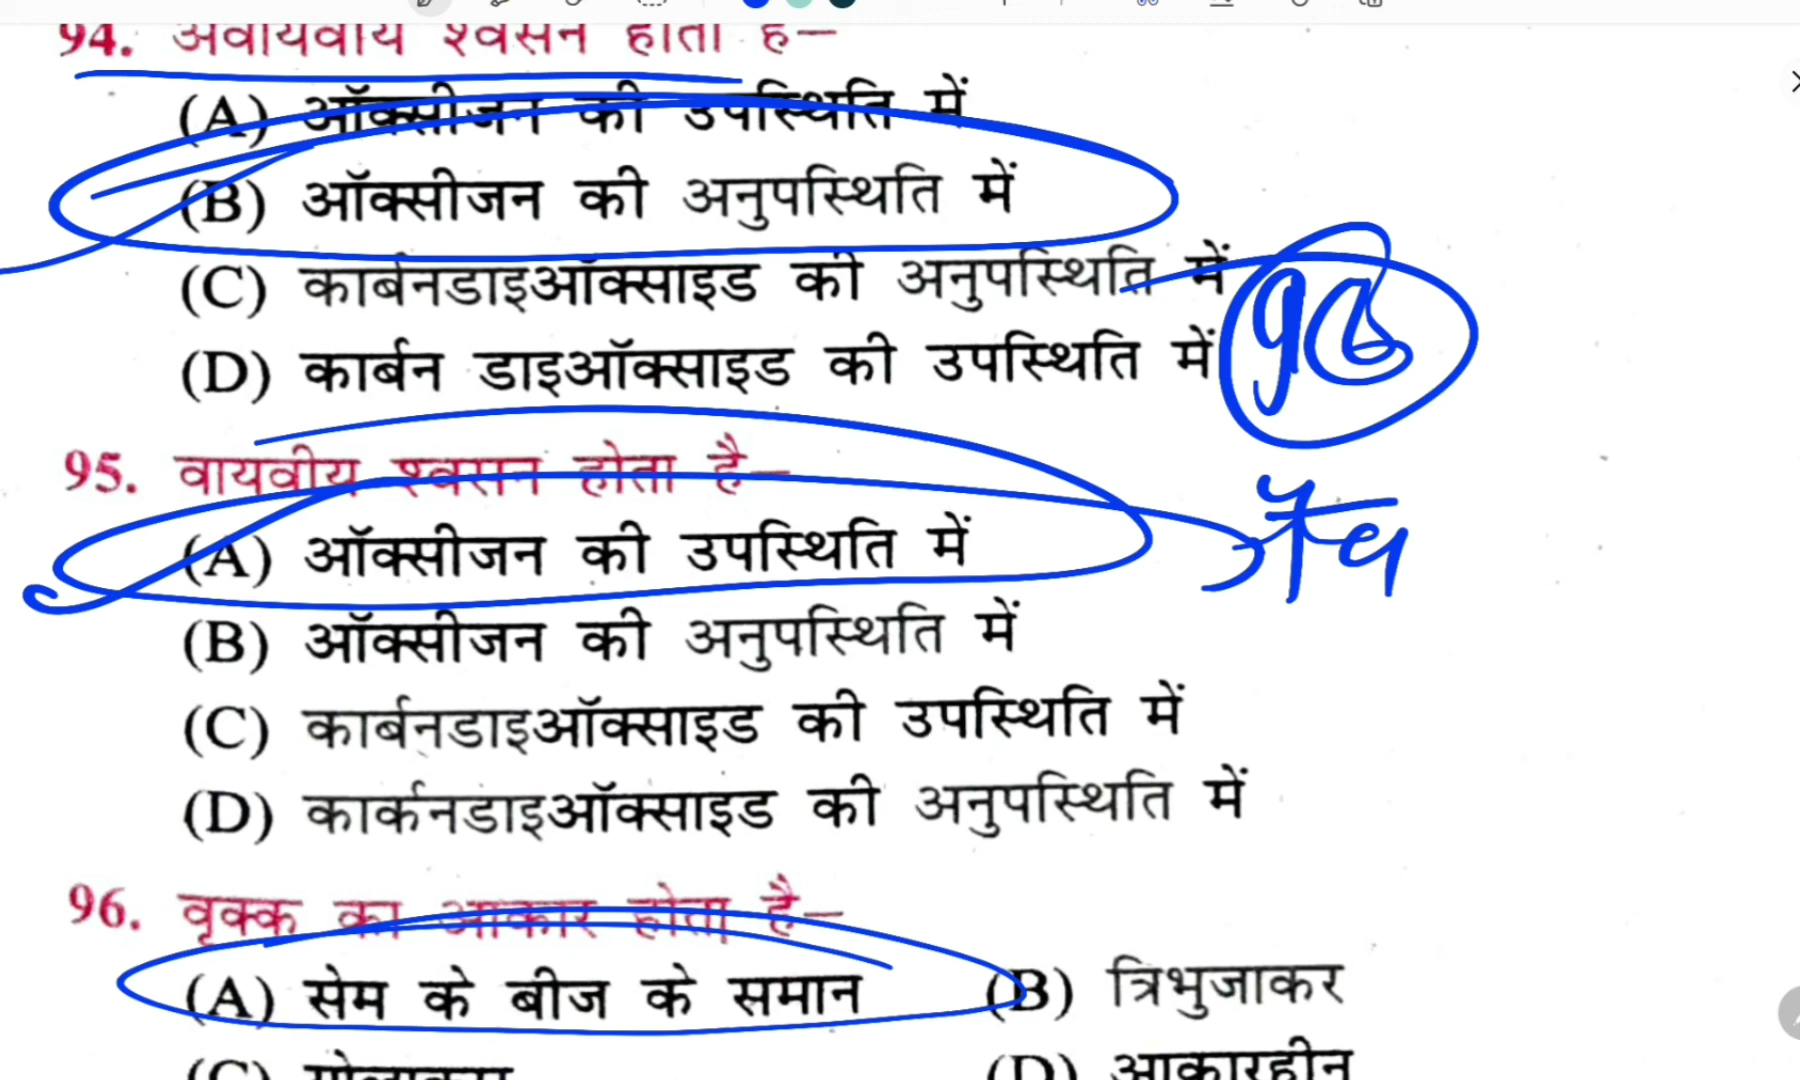 94. अवायवीय श्वसन होता है—
(A) ऑक्सीजन की उपस्थिति में
(B) ऑक्सीजन की अनुपस्थिति में
(C) कार्बनडाइऑक्साइड की अनुपस्थिति में
(D) कार्बन डाइऑक्साइड की उपस्थिति में
95. वायवीय श्वसन होता है—
(A) ऑक्सीजन की उपस्थिति में
(B) ऑक्सीजन की अनुपस्थिति में
(C) कार्बनडाइऑक्साइड की उपस्थिति में
(D) कार्कनडाइऑक्साइड की अनुपस्थिति में
96. वृक्क का आकार होता है—
(A) सेम के बीज के समान (B) त्रिभुजाकर
(C) गोलाकार (D) आकारहीन